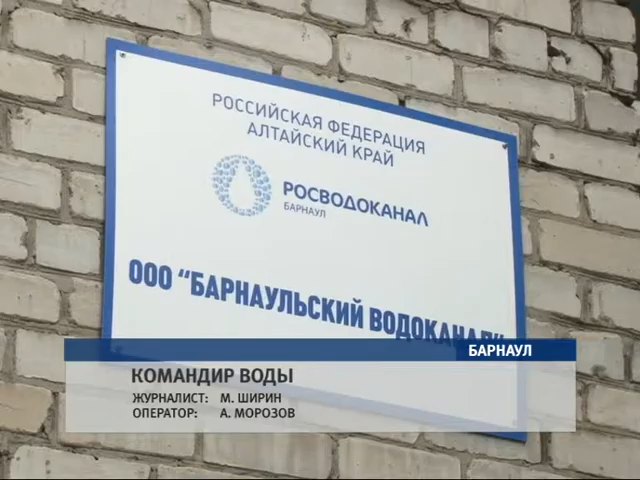 РОССИЙСКАЯ ФЕДЕРАЦИЯ
АЛТАЙСКИЙ КРАЙ
РОСВОДОКАНАЛ
БАРНАУЛ
ООО “БАРНАУЛЬСКИЙ ВОДОКАНАЛ”
БАРНАУЛ
КОМАНДИР ВОДЫ
ЖУРНАЛИСТ: М. ШИРИН
ОПЕРАТОР: А. МОРОЗОВ